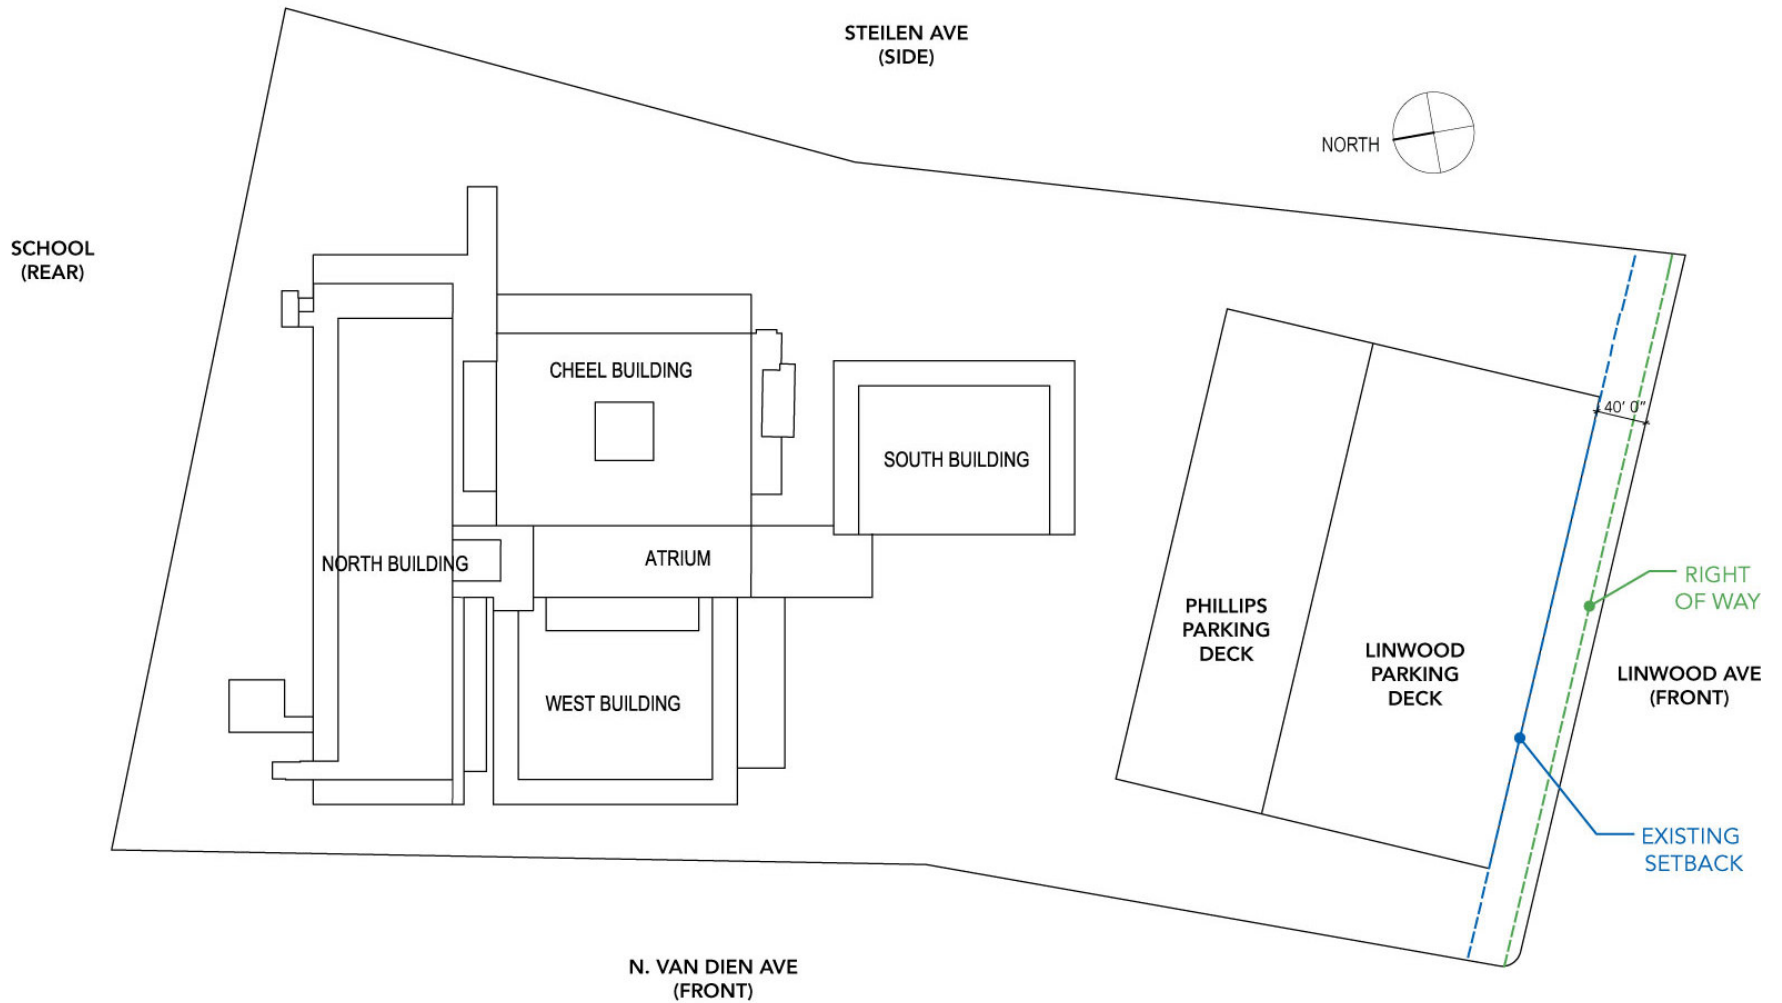 STEILEN AVE
(SIDE)
NORTH
SCHOOL
(REAR)
CHEEL BUILDING
40' 0"
SOUTH BUILDING
NORTH BUILDING
ATRIUM
RIGHT
OF WAY
PHILLIPS
PARKING
DECK
LINWOOD
PARKING
DECK
LINWOOD AVE
(FRONT)
WEST BUILDING
EXISTING
SETBACK
N. VAN DIEN AVE
(FRONT)